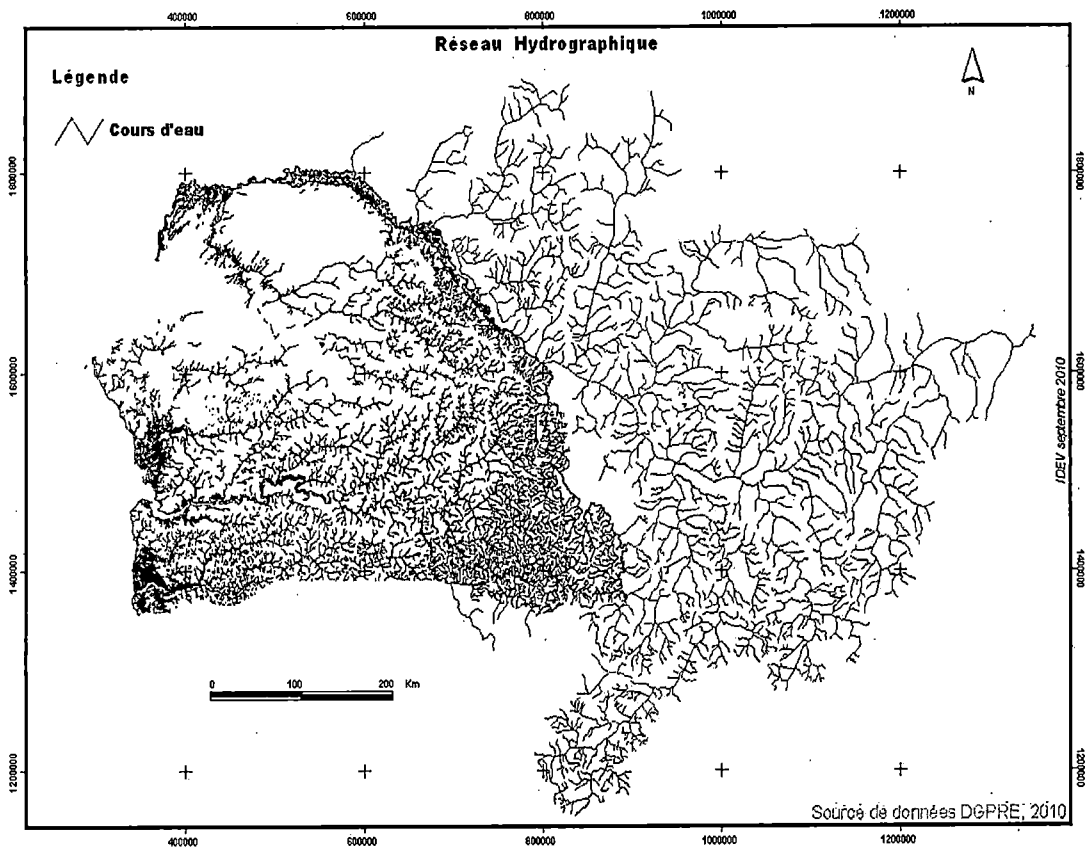 400000 600000 800000 1000000 1200000
Réseau Hydrographique
Légende
N
Cours d'eau
1800000 1800000
1600000 1600000
IDEV septembre 2010
1400000 1400000
0 100 200 Km
1200000 1200000
Source de données DGPRE, 2010
400000 600000 800000 1000000 1200000